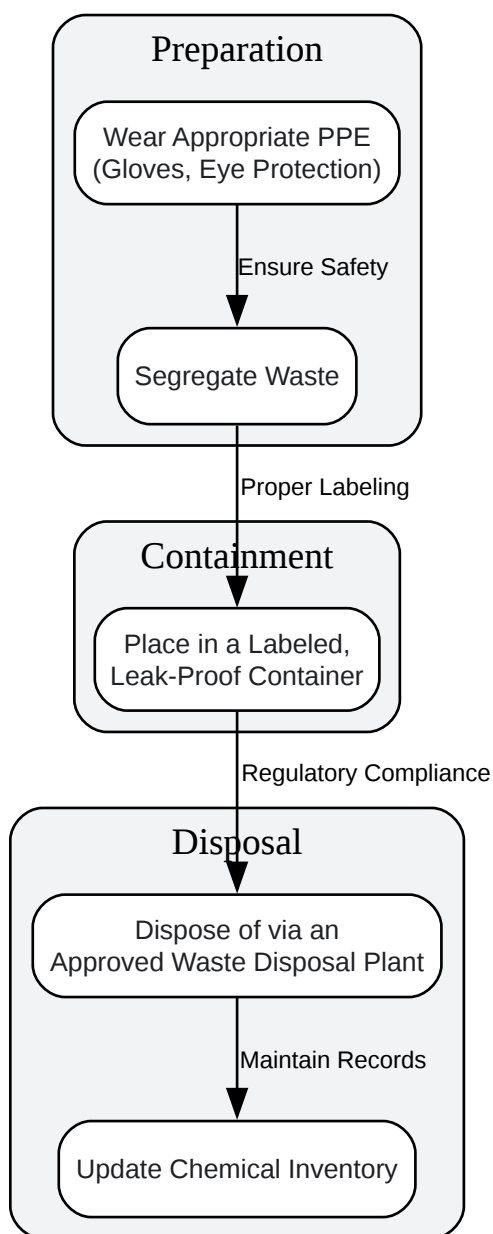 Preparation
Wear Appropriate PPE
(Gloves, Eye Protection)
Ensure Safety
Segregate Waste
Proper Labeling
Containment
Place in a Labeled,
Leak-Proof Container
Regulatory Compliance
Disposal
Dispose of via an
Approved Waste Disposal Plant
Maintain Records
Update Chemical Inventory